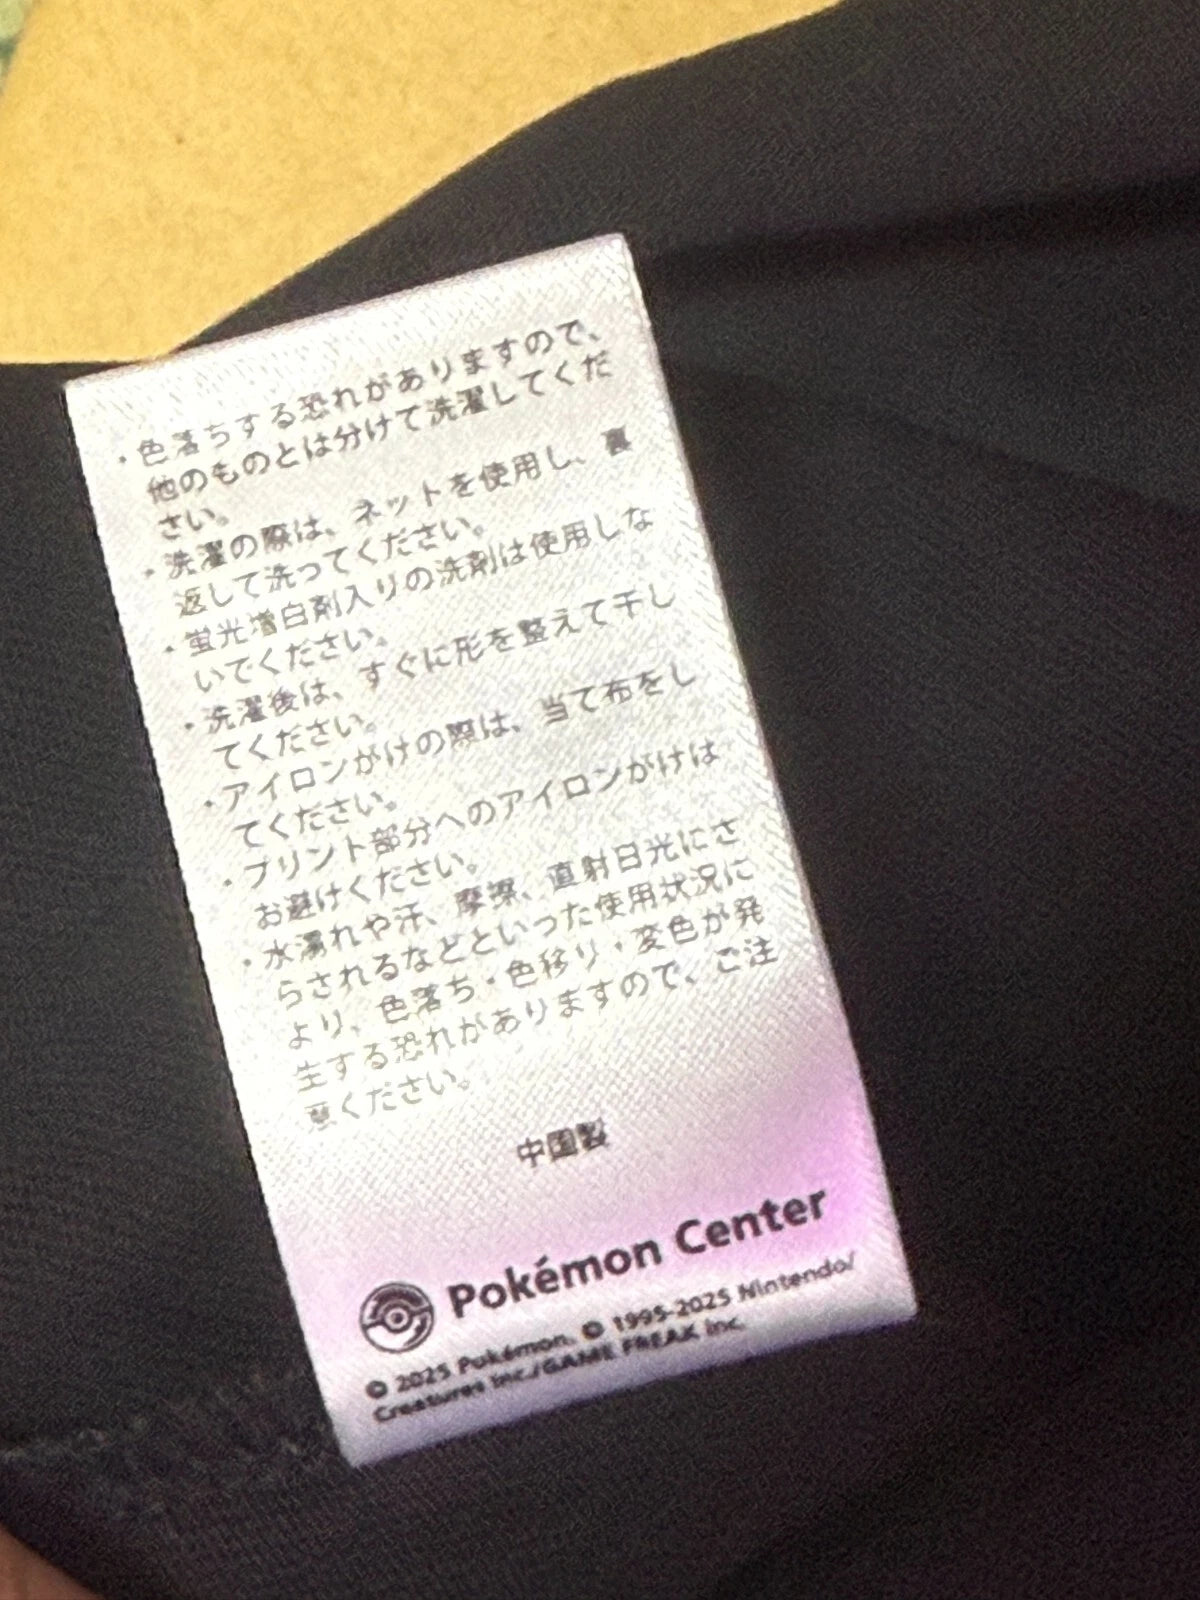 ・色落ちする恐れがありますので、
他のものとは分けて洗濯してくだ
さい。
・洗濯の際は、ネットを使用し、裏
返して洗ってください。
・蛍光増白剤入りの洗剤は使用しな
いでください。
・洗濯後は、すぐに形を整えて干し
てください。
・アイロンがけの際は、当て布をし
てください。
・プリント部分へのアイロンがけは
お避けください。
・水濡れや汗、摩擦、直射日光にさ
らされるなどといった使用状況に
より、色落ち・色移り・変色が発
生する恐れがありますので、ご注
意ください。
中国製
Pokémon Center
© 2025 Pokémon. © 1995-2025 Nintendo/
Creatures Inc./GAME FREAK inc.